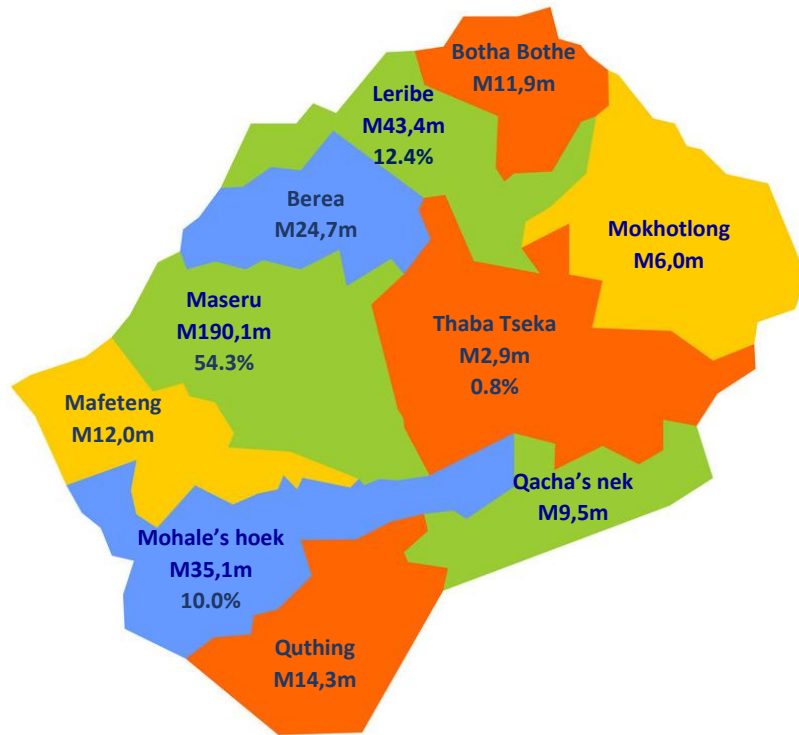 Botha Bothe
M11,9m
Leribe
M43,4m
12.4%
Berea
M24,7m
Mokhotlong
M6,0m
Maseru
M190,1m
54.3%
Thaba Tseka
M2,9m
0.8%
Mafeteng
M12,0m
Qacha’s nek
M9,5m
Mohale’s hoek
M35,1m
10.0%
Quthing
M14,3m